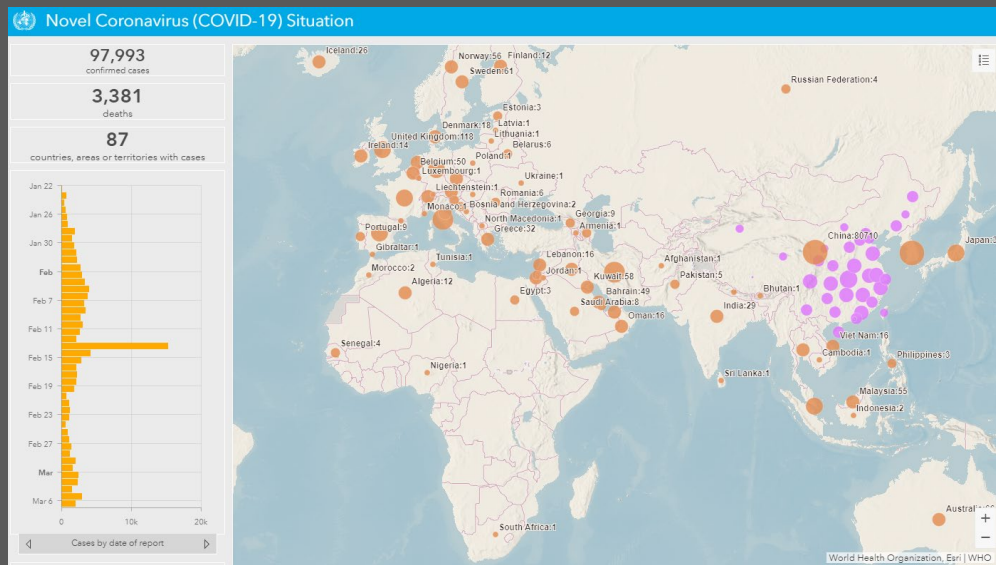 Novel Coronavirus (COVID-19) Situation
97,993
confirmed cases
3,381
deaths
87
countries, areas or territories with cases
Jan 22
Jan 26
Jan 30
Feb
Feb 7
Feb 11
Feb 15
Feb 19
Feb 23
Feb 27
Mar
Mar 6
0 10k 20k
Cases by date of report
Iceland:26
Norway:56
Finland:12
Sweden:61
Russian Federation:4
Estonia:3
Denmark:18
Latvia:1
United Kingdom:118
Lithuania:1
Ireland:14
Belarus:6
Belgium:50
Poland:1
Luxembourg:1
Ukraine:1
Liechtenstein:1
Romania:6
Monaco:1
Bosnia and Herzegovina:2
Portugal:9
North Macedonia:1
Georgia:9
Greece:32
Armenia:1
China:80710
Japan:
Gibraltar:1
Tunisia:1
Lebanon:16
Afghanistan:1
Morocco:2
Jordan:1
Kuwait:58
Pakistan:5
Algeria:12
Egypt:3
Bahrain:49
Bhutan:1
Saudi Arabia:8
India:29
Oman:16
Viet Nam:16
Senegal:4
Cambodia:1
Philippines:3
Nigeria:1
Sri Lanka:1
Malaysia:55
Indonesia:2
South Africa:1
Australia:
World Health Organization, Esri | WHO